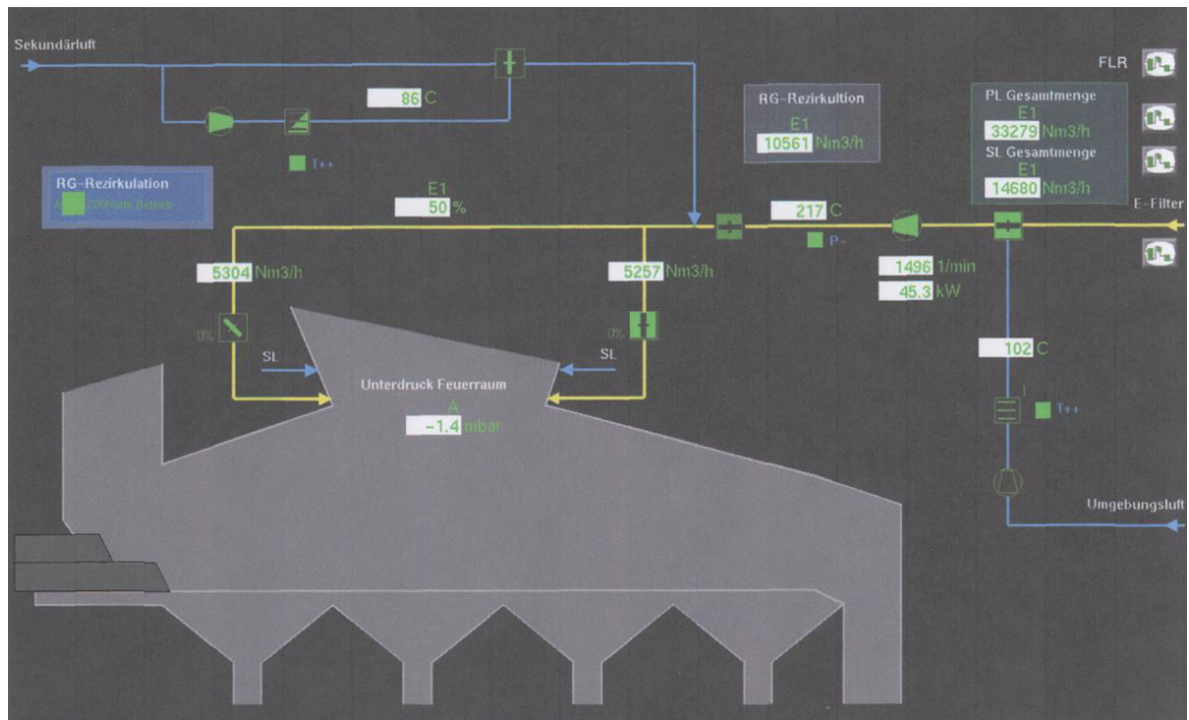 Sekundärluft
FLR
86 C
RG-Rezirkultion
E1
10561 Nm3/h
PL Gesamtmenge
E1
33279 Nm3/h
SL Gesamtmenge
E1
14680 Nm3/h
T++
RG-Rezirkulation
Betrieb
E1
50 %
217 C
E-Filter
P-
5304 Nm3/h
5257 Nm3/h
1496 1/min
45.3 kW
0%
0%
SL
SL
102 C
Unterdruck Feuerraum
A
-1.4 mbar
T++
Umgebungsluft